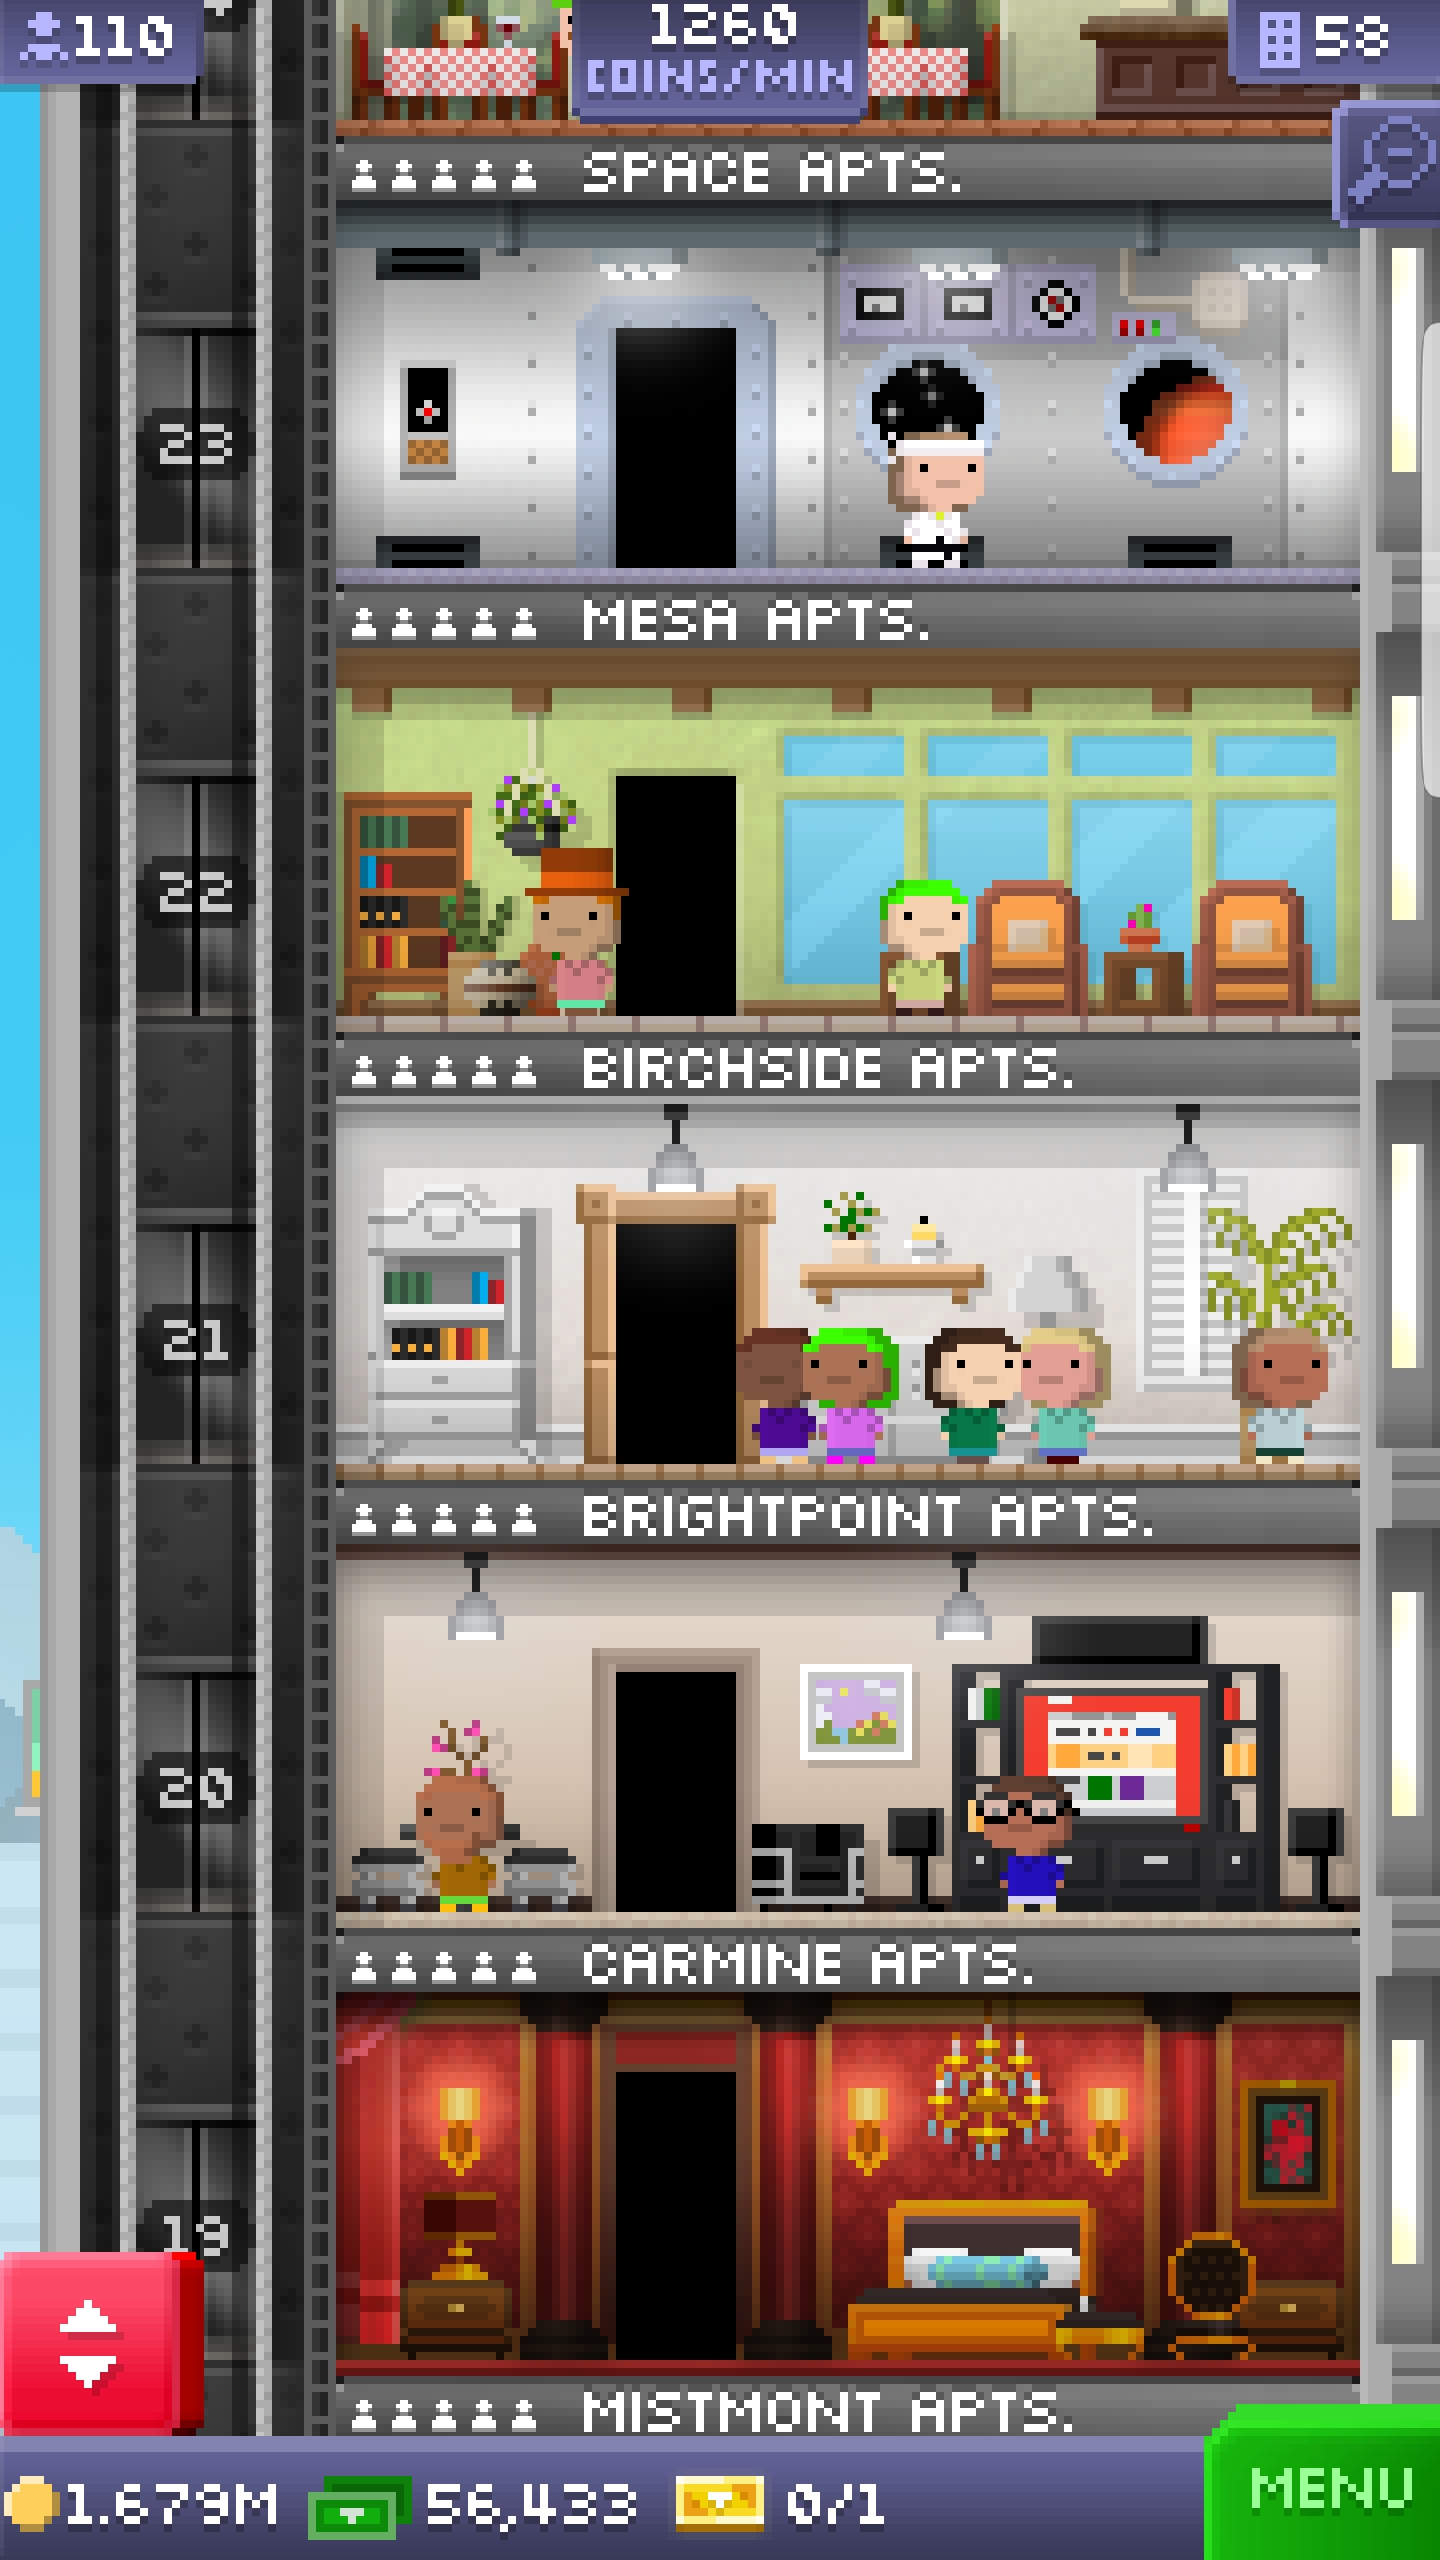 110
1260
COINS/MIN
58
SPACE APTS.
23
MESA APTS.
22
BIRCHSIDE APTS.
21
BRIGHTPOINT APTS.
20
CARMINE APTS.
19
MISTMONT APTS.
1.679M 56,433 0/1
MENU